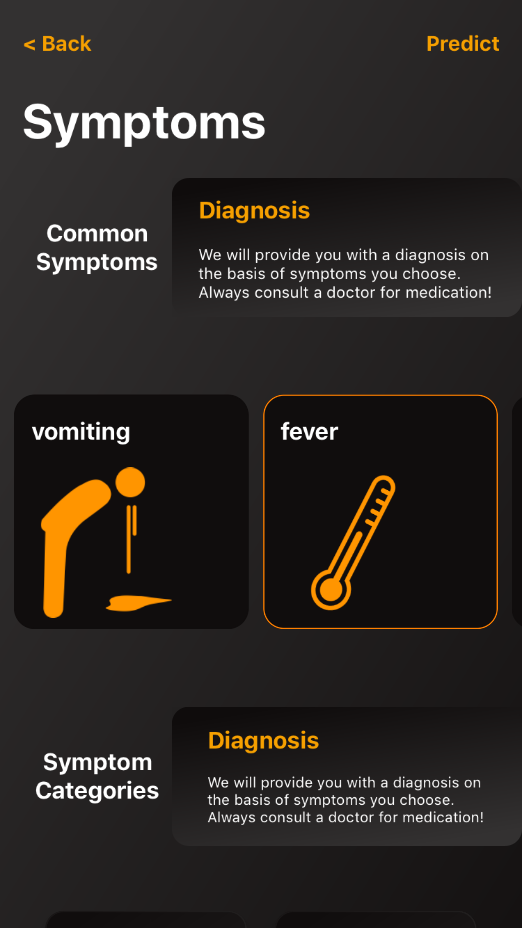 < Back
Predict
Symptoms
Common
Symptoms
Diagnosis
We will provide you with a diagnosis on
the basis of symptoms you choose.
Always consult a doctor for medication!
vomiting
fever
Symptom
Categories
Diagnosis
We will provide you with a diagnosis on
the basis of symptoms you choose.
Always consult a doctor for medication!